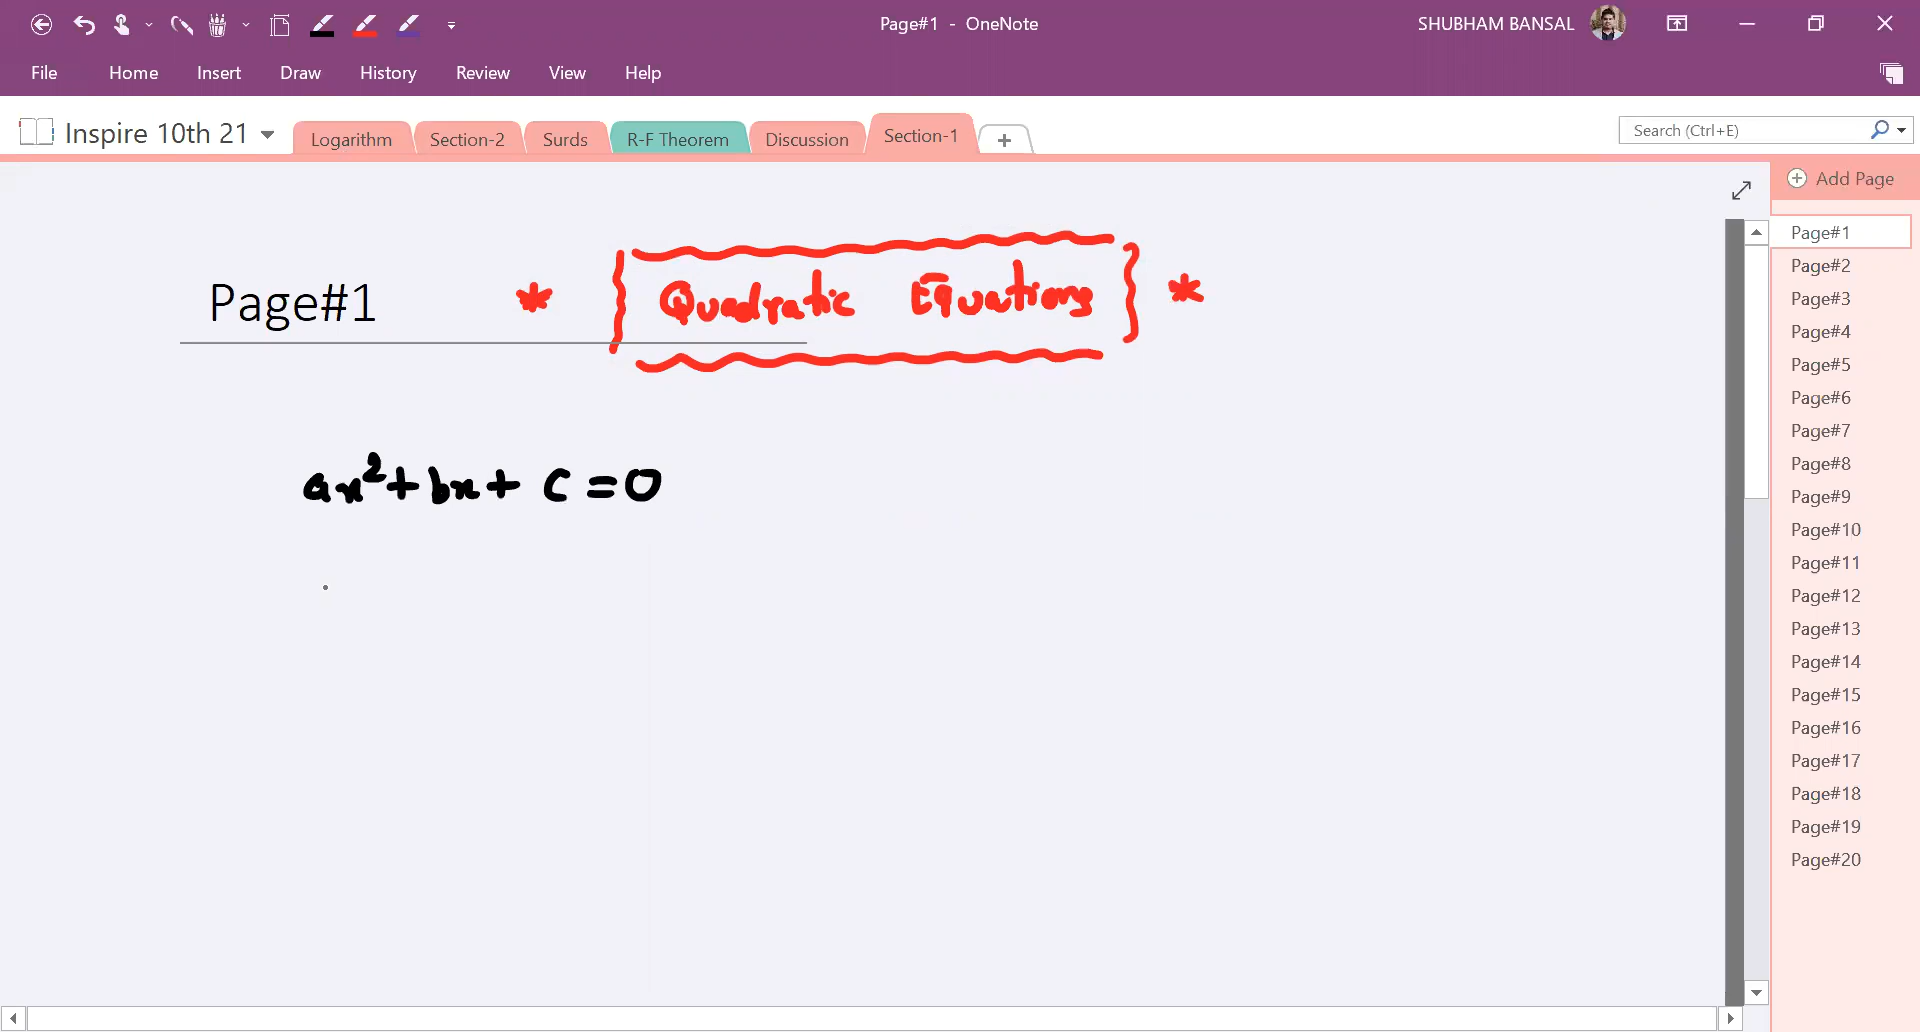 Page#1 - OneNote
SHUBHAM BANSAL
File Home Insert Draw History Review View Help
Inspire 10th 21
Logarithm Section-2 Surds R-F Theorem Discussion Section-1 +
Search (Ctrl+E)
Add Page
Page#1 * { Quadratic Equations } *
ax²+bx+ c =0
Page#1
Page#2
Page#3
Page#4
Page#5
Page#6
Page#7
Page#8
Page#9
Page#10
Page#11
Page#12
Page#13
Page#14
Page#15
Page#16
Page#17
Page#18
Page#19
Page#20